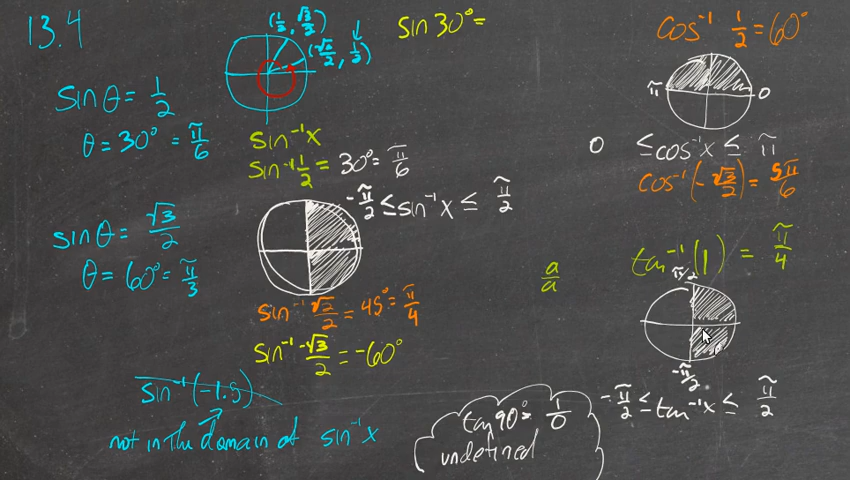 13.4
(1/2, √3/2)
(√2/2, 1/2)
sin 30° =
cos⁻¹ 1/2 = 60°
sin θ = 1/2
θ = 30° = π/6
π 0
sin⁻¹x
sin⁻¹ 1/2 = 30° = π/6
0 ≤ cos⁻¹x ≤ π
cos⁻¹(-√3/2) = 5π/6
-π/2 ≤ sin⁻¹x ≤ π/2
sin θ = √3/2
θ = 60° = π/3
a/a
tan⁻¹(1) = π/4
π/2
sin⁻¹ √2/2 = 45° = π/4
sin⁻¹ -√3/2 = -60°
-π/2
sin⁻¹(-1.5)
-π/2 ≤ tan⁻¹x ≤ π/2
not in the domain of sin⁻¹x
tan 90° = 1/0
undefined